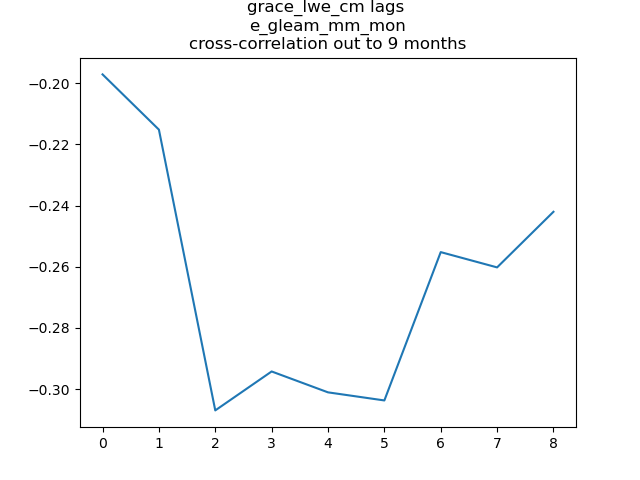 grace_lwe_cm lags
e_gleam_mm_mon
cross-correlation out to 9 months
−0.20
−0.22
−0.24
−0.26
−0.28
−0.30
0 1 2 3 4 5 6 7 8